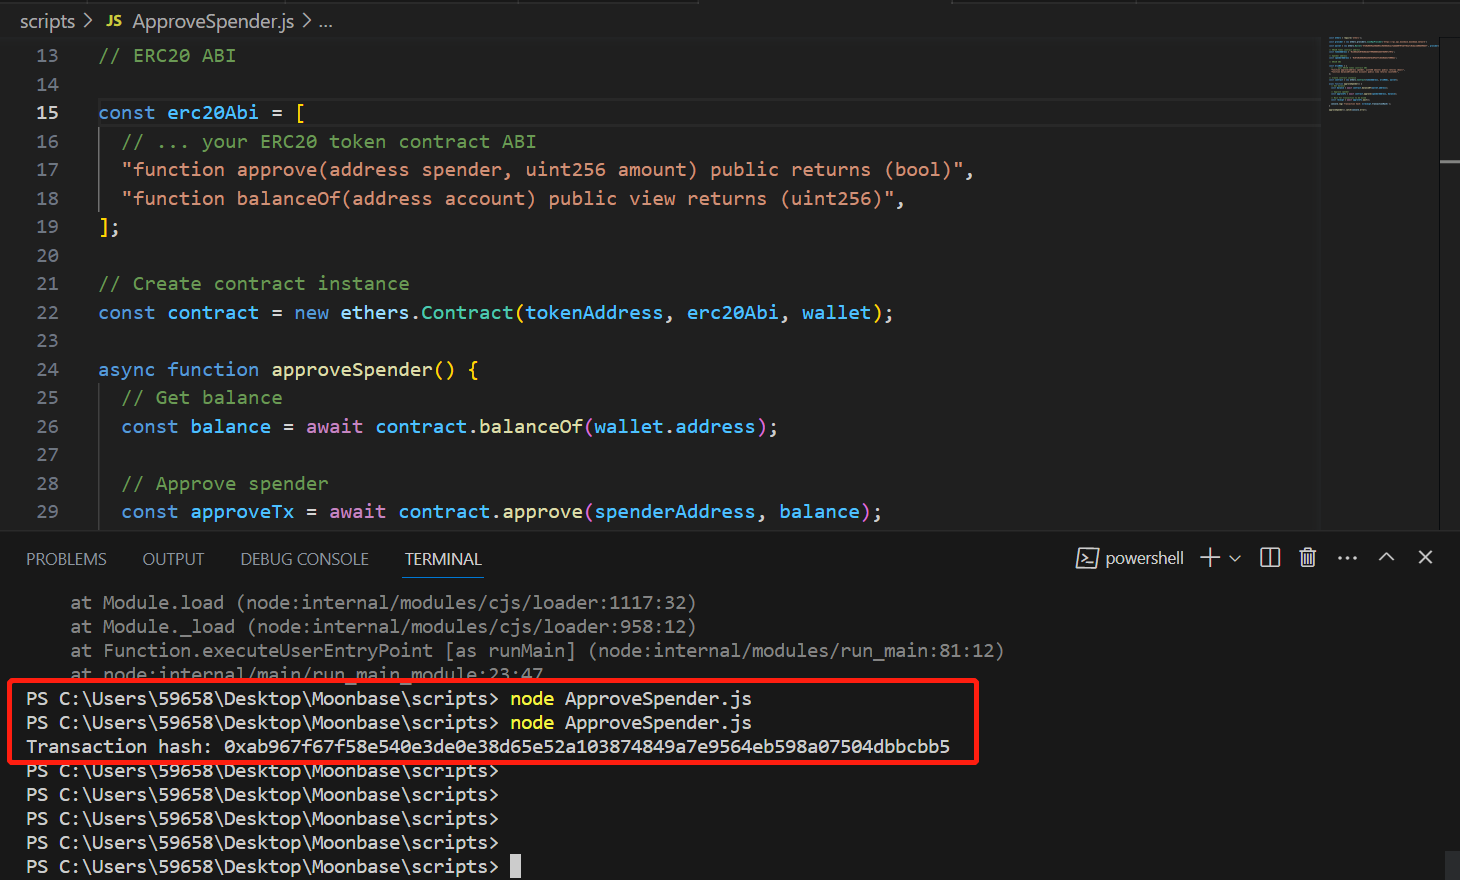 scripts > JS ApproveSpender.js > ...
13 // ERC20 ABI
14
15 const erc20Abi = [
16 // ... your ERC20 token contract ABI
17 "function approve(address spender, uint256 amount) public returns (bool)",
18 "function balanceOf(address account) public view returns (uint256)",
19 ];
20
21 // Create contract instance
22 const contract = new ethers.Contract(tokenAddress, erc20Abi, wallet);
23
24 async function approveSpender() {
25 // Get balance
26 const balance = await contract.balanceOf(wallet.address);
27
28 // Approve spender
29 const approveTx = await contract.approve(spenderAddress, balance);
PROBLEMS OUTPUT DEBUG CONSOLE TERMINAL powershell
at Module.load (node:internal/modules/cjs/loader:1117:32)
at Module._load (node:internal/modules/cjs/loader:958:12)
at Function.executeUserEntryPoint [as runMain] (node:internal/modules/run_main:81:12)
at node:internal/main/run_main_module:23:47
PS C:\Users\59658\Desktop\Moonbase\scripts> node ApproveSpender.js
PS C:\Users\59658\Desktop\Moonbase\scripts> node ApproveSpender.js
Transaction hash: 0xab967f67f58e540e3de0e38d65e52a103874849a7e9564eb598a07504dbbcbb5
PS C:\Users\59658\Desktop\Moonbase\scripts>
PS C:\Users\59658\Desktop\Moonbase\scripts>
PS C:\Users\59658\Desktop\Moonbase\scripts>
PS C:\Users\59658\Desktop\Moonbase\scripts>
PS C:\Users\59658\Desktop\Moonbase\scripts>